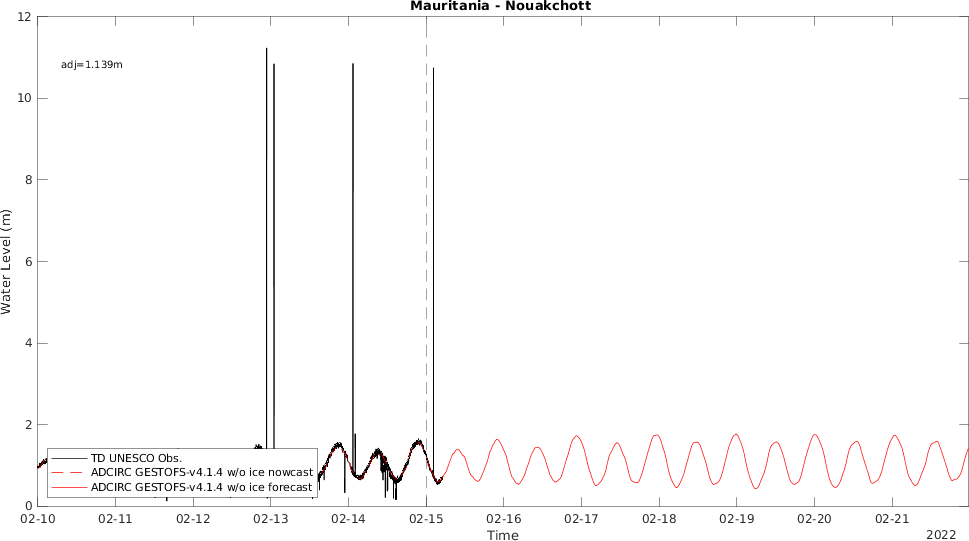 Mauritania - Nouakchott
12
adj=1.139m
10
8
6
4
2
0
Water Level (m)
TD UNESCO Obs.
ADCIRC GESTOFS-v4.1.4 w/o ice nowcast
ADCIRC GESTOFS-v4.1.4 w/o ice forecast
02-10 02-11 02-12 02-13 02-14 02-15 02-16 02-17 02-18 02-19 02-20 02-21
Time
2022